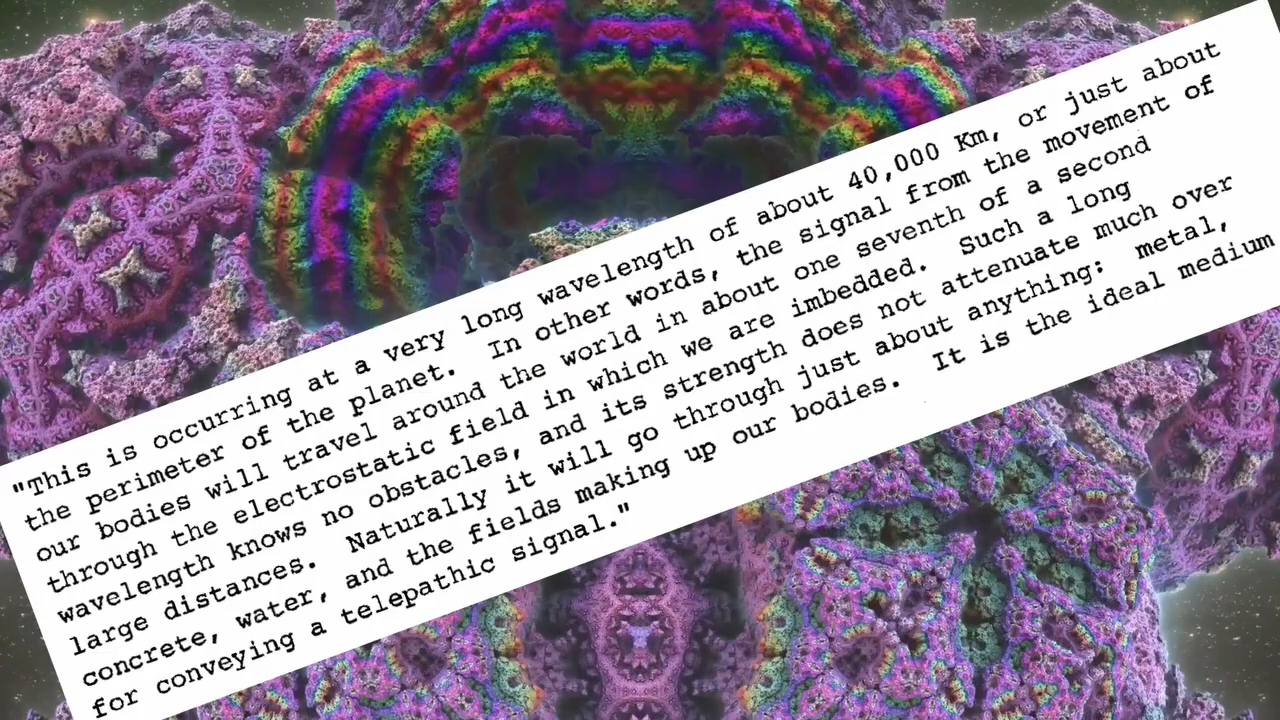 "This is occurring at a very long wavelength of about 40,000 Km, or just about
the perimeter of the planet.  In other words, the signal from the movement of
our bodies will travel around the world in about one seventh of a second
through the electrostatic field in which we are imbedded.  Such a long
wavelength knows no obstacles, and its strength does not attenuate much over
large distances.  Naturally it will go through just about anything:  metal,
concrete, water, and the fields making up our bodies.  It is the ideal medium
for conveying a telepathic signal."